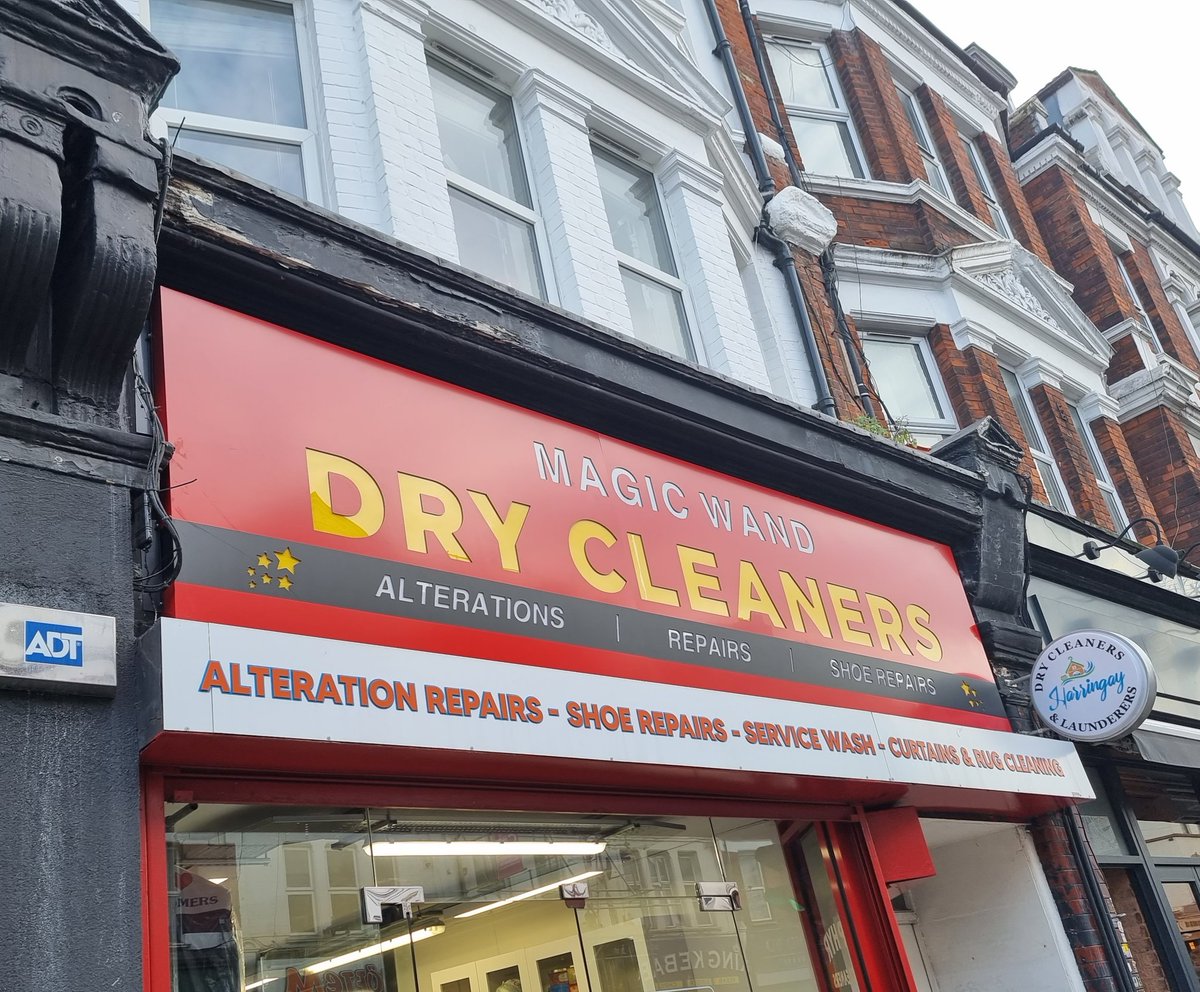 MAGIC WAND
DRY CLEANERS
ALTERATIONS | REPAIRS | SHOE REPAIRS
ALTERATION REPAIRS - SHOE REPAIRS - SERVICE WASH - CURTAINS & RUG CLEANING
ADT
DRY CLEANERS
Harringay
& LAUNDERERS
MERS